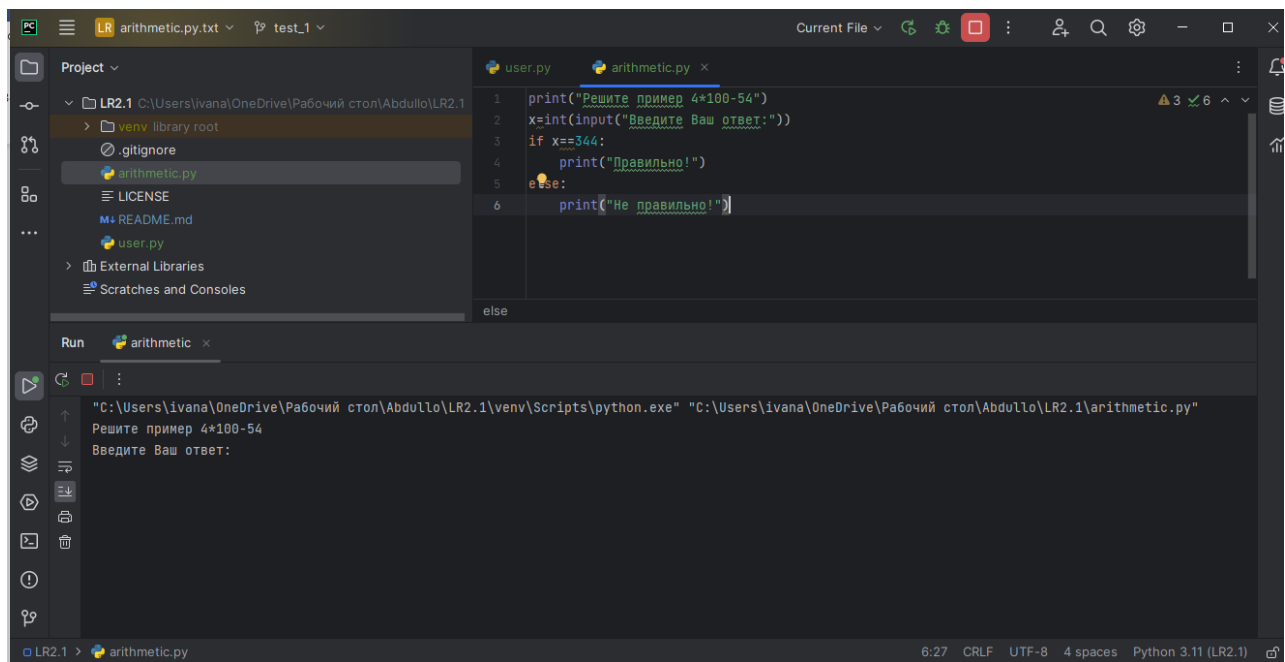 PC LR arithmetic.py.txt test_1 Current File
Project
user.py arithmetic.py
LR2.1 C:\Users\ivana\OneDrive\Рабочий стол\Abdullo\LR2.1
venv library root
.gitignore
arithmetic.py
LICENSE
M↓ README.md
user.py
External Libraries
Scratches and Consoles
3 6
1 print("Решите пример 4*100-54")
2 x=int(input("Введите Ваш ответ:"))
3 if x==344:
4 print("Правильно!")
5 else:
6 print("Не правильно!")
else
Run arithmetic
"C:\Users\ivana\OneDrive\Рабочий стол\Abdullo\LR2.1\venv\Scripts\python.exe" "C:\Users\ivana\OneDrive\Рабочий стол\Abdullo\LR2.1\arithmetic.py"
Решите пример 4*100-54
Введите Ваш ответ:
LR2.1 > arithmetic.py 6:27 CRLF UTF-8 4 spaces Python 3.11 (LR2.1)